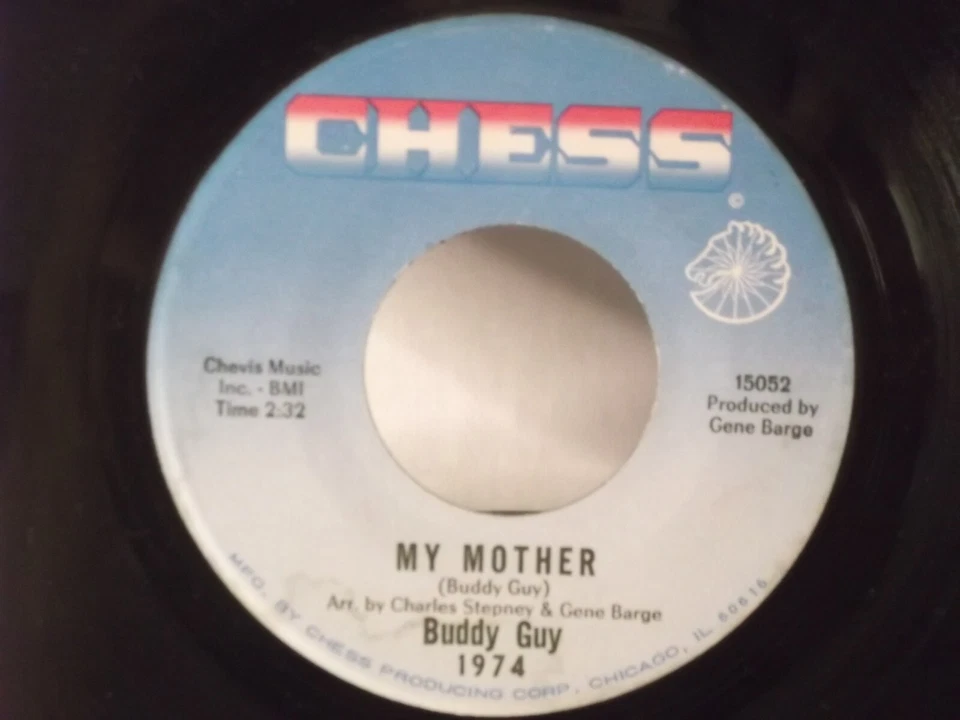 CHESS
©
Chevis Music
Inc. - BMI
Time 2:32
15052
Produced by
Gene Barge
MY MOTHER
(Buddy Guy)
Arr. by Charles Stepney & Gene Barge
Buddy Guy
1974
MFG. BY CHESS PRODUCING CORP., CHICAGO, IL. 60616